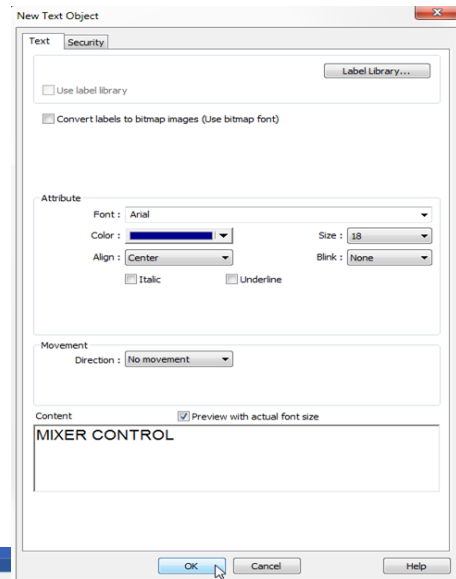 New Text Object
Text Security
Label Library...
Use label library
Convert labels to bitmap images (Use bitmap font)
Attribute
Font : Arial
Color : Size : 18
Align : Center Blink : None
Italic Underline
Movement
Direction : No movement
Content Preview with actual font size
MIXER CONTROL
OK Cancel Help